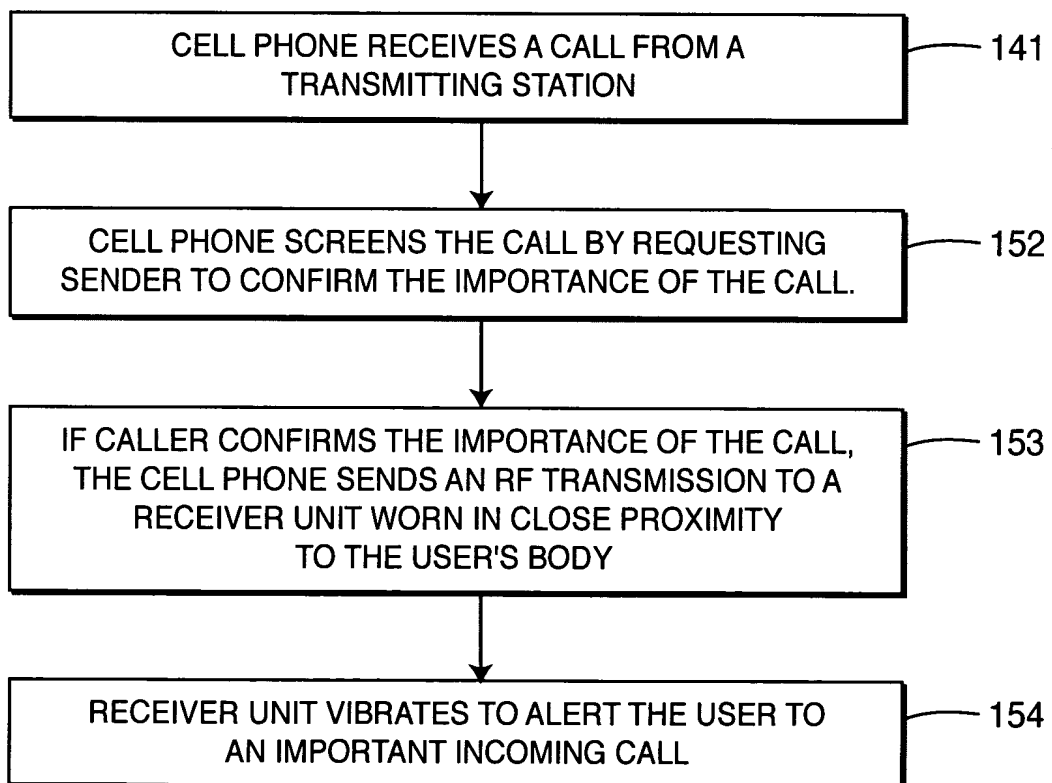 CELL PHONE RECEIVES A CALL FROM A
TRANSMITTING STATION
141
CELL PHONE SCREENS THE CALL BY REQUESTING
SENDER TO CONFIRM THE IMPORTANCE OF THE CALL.
152
IF CALLER CONFIRMS THE IMPORTANCE OF THE CALL,
THE CELL PHONE SENDS AN RF TRANSMISSION TO A
RECEIVER UNIT WORN IN CLOSE PROXIMITY
TO THE USER'S BODY
153
RECEIVER UNIT VIBRATES TO ALERT THE USER TO
AN IMPORTANT INCOMING CALL
154